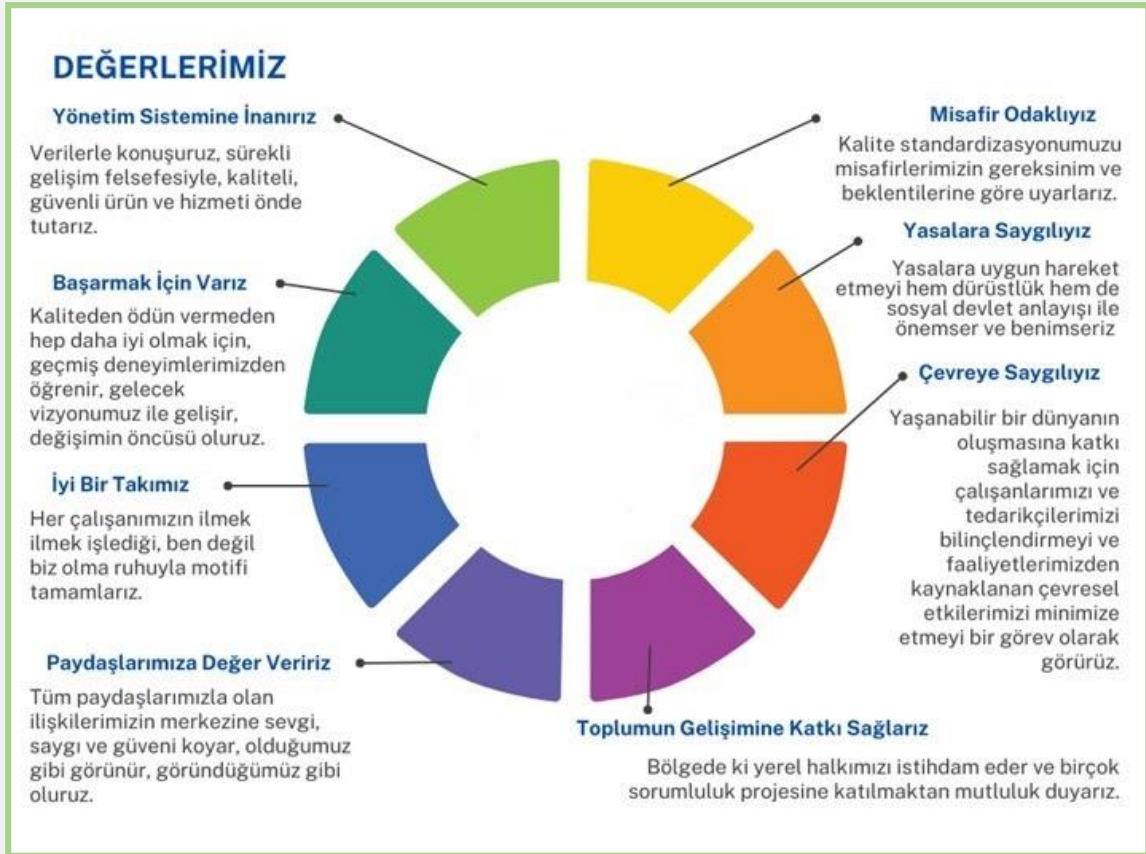 DEĞERLERİMİZ
Yönetim Sistemine İnanırız
Verilerle konuşuruz, sürekli
gelişim felsefesiyle, kaliteli,
güvenli ürün ve hizmeti önde
tutarız.
Başarmak İçin Varız
Kaliteden ödün vermeden
hep daha iyi olmak için,
geçmiş deneyimlerimizden
öğrenir, gelecek
vizyonumuz ile gelişir,
değişimin öncüsü oluruz.
İyi Bir Takımız
Her çalışanımızın ilmek
ilmek işlediği, ben değil
biz olma ruhuyla motifi
tamamlarız.
Paydaşlarımıza Değer Veririz
Tüm paydaşlarımızla olan
ilişkilerimizin merkezine sevgi,
saygı ve güveni koyar, olduğumuz
gibi görünür, göründüğümüz gibi
oluruz.
Misafir Odaklıyız
Kalite standardizasyonumuzu
misafirlerimizin gereksinim ve
beklentilerine göre uyarlarız.
Yasalara Saygılıyız
Yasalara uygun hareket
etmeyi hem dürüstlük hem de
sosyal devlet anlayışı ile
önemser ve benimseriz
Çevreye Saygılıyız
Yaşanabilir bir dünyanın
oluşmasına katkı
sağlamak için
çalışanlarımızı ve
tedarikçilerimizi
bilinçlendirmeyi ve
faaliyetlerimizden
kaynaklanan çevresel
etkilerimizi minimize
etmeyi bir görev olarak
görürüz.
Toplumun Gelişimine Katkı Sağlarız
Bölgede ki yerel halkımızı istihdam eder ve birçok
sorumluluk projesine katılmaktan mutluluk duyarız.